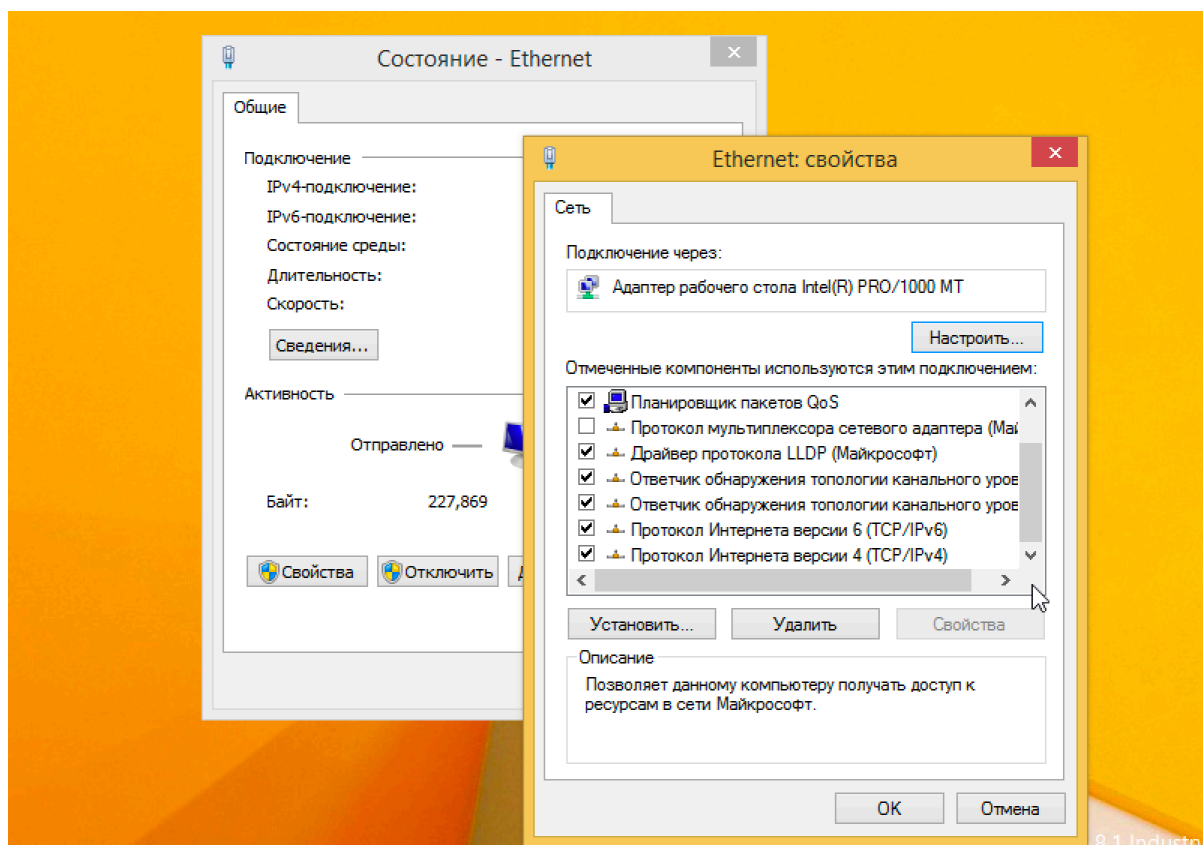 Состояние - Ethernet
Общие
Подключение
IPv4-подключение:
IPv6-подключение:
Состояние среды:
Длительность:
Скорость:
Сведения...
Активность
Отправлено
Байт: 227,869
Свойства Отключить
Ethernet: свойства
Сеть
Подключение через:
Адаптер рабочего стола Intel(R) PRO/1000 MT
Настроить...
Отмеченные компоненты используются этим подключением:
Планировщик пакетов QoS
Протокол мультиплексора сетевого адаптера (Май
Драйвер протокола LLDP (Майкрософт)
Ответчик обнаружения топологии канального уров
Ответчик обнаружения топологии канального уров
Протокол Интернета версии 6 (TCP/IPv6)
Протокол Интернета версии 4 (TCP/IPv4)
Установить... Удалить Свойства
Описание
Позволяет данному компьютеру получать доступ к
ресурсам в сети Майкрософт.
OK Отмена
8.1 Industr